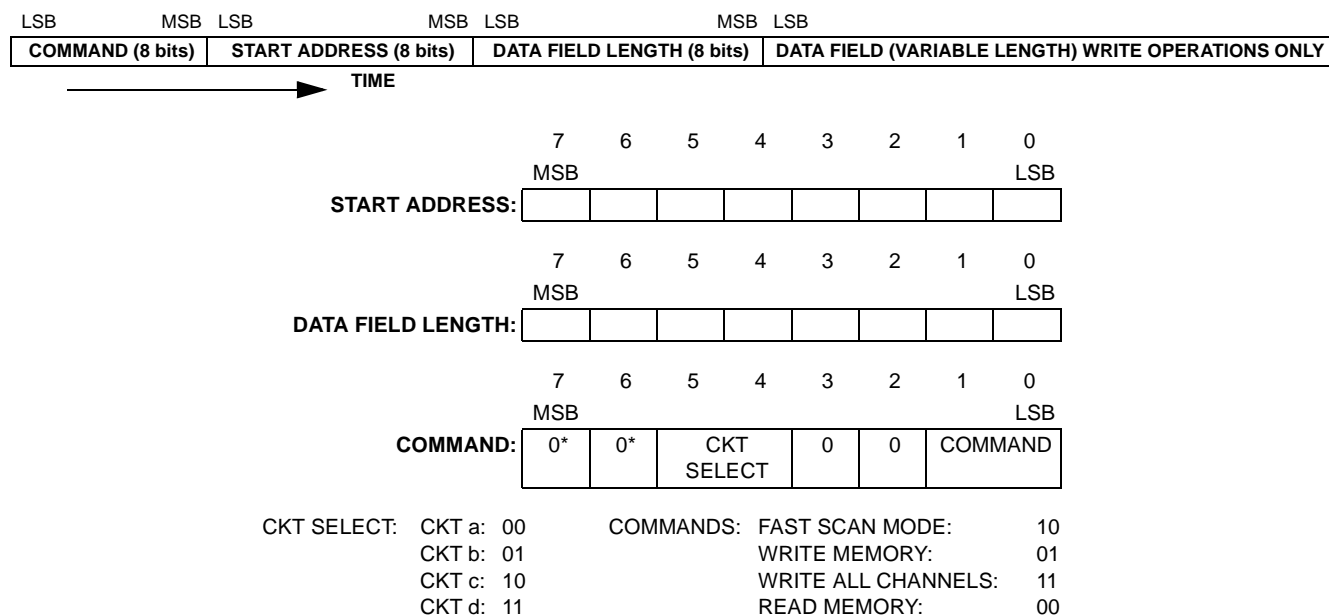 LSB MSB LSB MSB LSB MSB LSB
COMMAND (8 bits) START ADDRESS (8 bits) DATA FIELD LENGTH (8 bits) DATA FIELD (VARIABLE LENGTH) WRITE OPERATIONS ONLY
TIME
7 6 5 4 3 2 1 0
MSB LSB
START ADDRESS:
7 6 5 4 3 2 1 0
MSB LSB
DATA FIELD LENGTH:
7 6 5 4 3 2 1 0
MSB LSB
COMMAND: 0* 0* CKT 0 0 COMMAND
SELECT
CKT SELECT: CKT a: 00 COMMANDS: FAST SCAN MODE: 10
CKT b: 01 WRITE MEMORY: 01
CKT c: 10 WRITE ALL CHANNELS: 11
CKT d: 11 READ MEMORY: 00